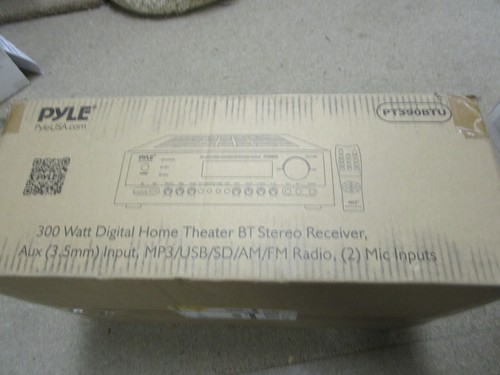 PYLE®
PyleUSA.com
PT390BTU
PYLE
300 Watt Digital Home Theater BT Stereo Receiver,
Aux (3.5mm) Input, MP3/USB/SD/AM/FM Radio, (2) Mic Inputs